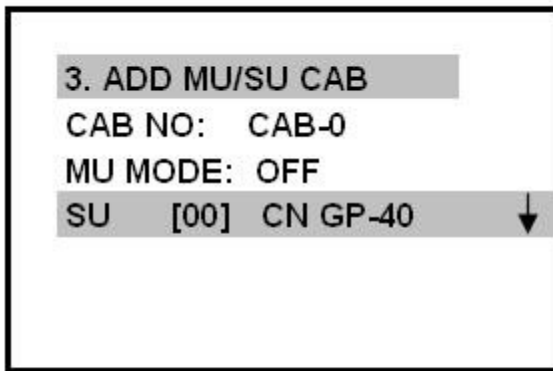 3. ADD MU/SU CAB
CAB NO: CAB-0
MU MODE: OFF
SU [00] CN GP-40 ↓